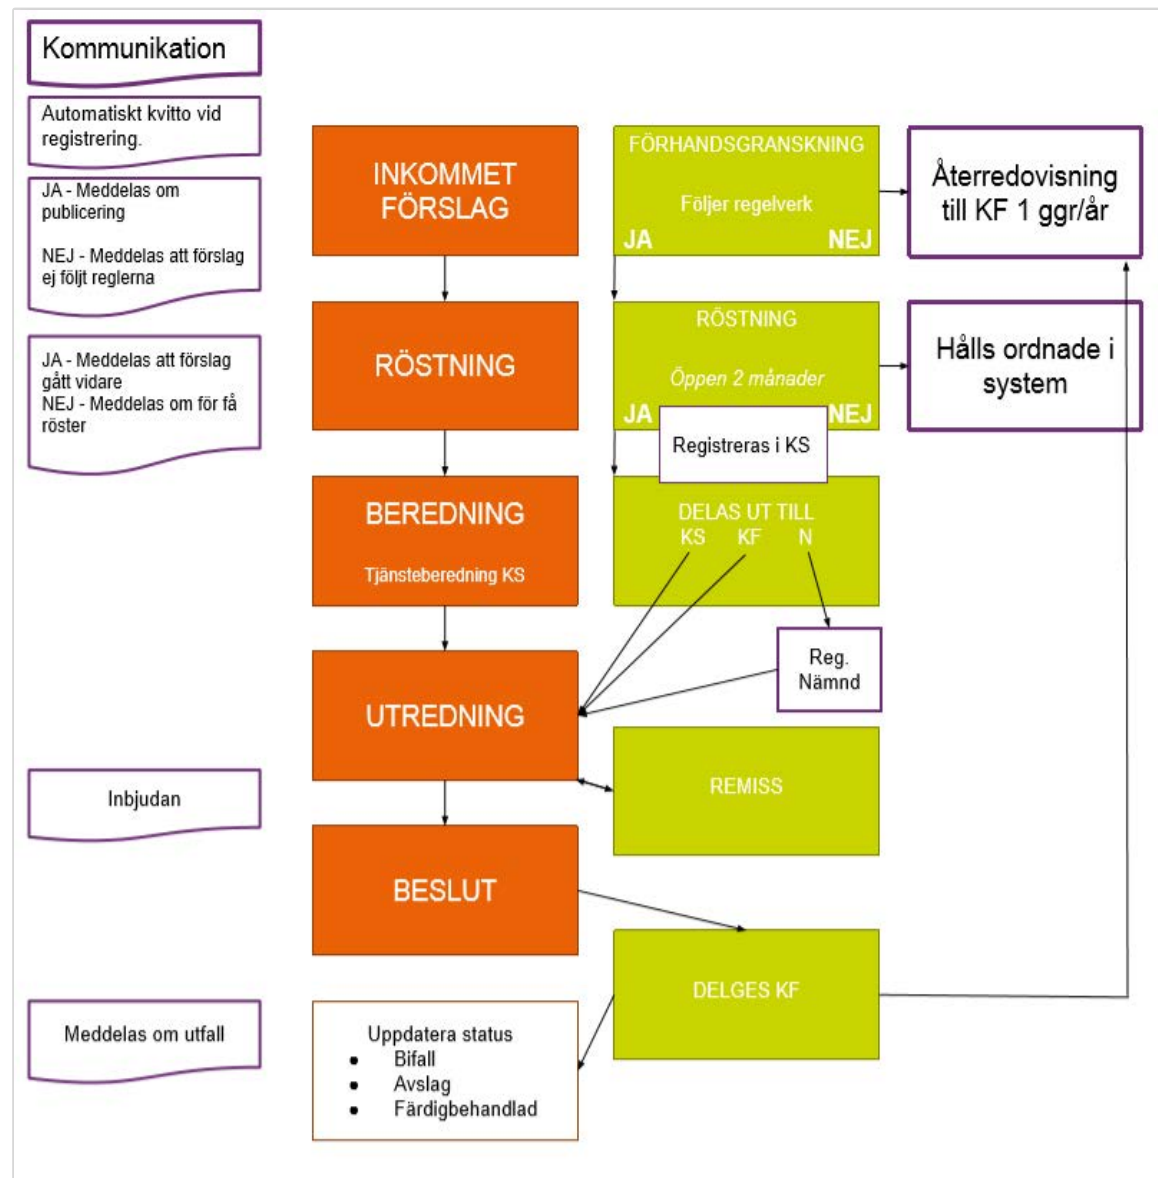 Kommunikation
Automatiskt kvitto vid
registrering.
JA - Meddelas om
publicering
NEJ - Meddelas att förslag
ej följt reglerna
JA - Meddelas att förslag
gått vidare
NEJ - Meddelas om för få
röster
Inbjudan
Meddelas om utfall
INKOMMET
FÖRSLAG
RÖSTNING
BEREDNING
Tjänsteberedning KS
UTREDNING
BESLUT
Uppdatera status
● Bifall
● Avslag
● Färdigbehandlad
FÖRHANDSGRANSKNING
Följer regelverk
JA NEJ
RÖSTNING
Öppen 2 månader
JA NEJ
Registreras i KS
DELAS UT TILL
KS KF N
Reg.
Nämnd
REMISS
DELGES KF
Återredovisning
till KF 1 ggr/år
Hålls ordnade i
system